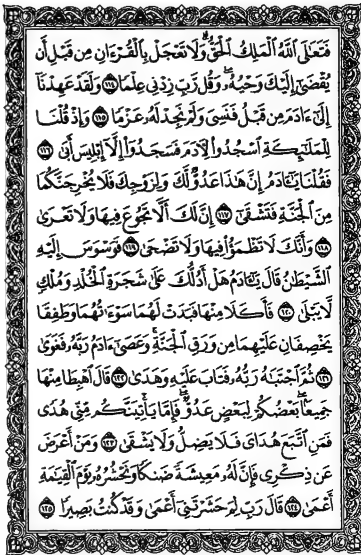 فَتَعَٰلَى ٱللَّهُ ٱلْمَلِكُ ٱلْحَقُّ ۗ وَلَا تَعْجَلْ بِٱلْقُرْءَانِ مِن قَبْلِ أَن
يُقْضَىٰٓ إِلَيْكَ وَحْيُهُۥ ۖ وَقُل رَّبِّ زِدْنِى عِلْمًا ١١٤ وَلَقَدْ عَهِدْنَآ
إِلَىٰٓ ءَادَمَ مِن قَبْلُ فَنَسِىَ وَلَمْ نَجِدْ لَهُۥ عَزْمًا ١١٥ وَإِذْ قُلْنَا
لِلْمَلَٰٓئِكَةِ ٱسْجُدُوا۟ لِءَادَمَ فَسَجَدُوٓا۟ إِلَّآ إِبْلِيسَ أَبَىٰ ١١٦
فَقُلْنَا يَٰٓـَٔادَمُ إِنَّ هَٰذَا عَدُوٌّ لَّكَ وَلِزَوْجِكَ فَلَا يُخْرِجَنَّكُمَا
مِنَ ٱلْجَنَّةِ فَتَشْقَىٰٓ ١١٧ إِنَّ لَكَ أَلَّا تَجُوعَ فِيهَا وَلَا تَعْرَىٰ
١١٨ وَأَنَّكَ لَا تَظْمَؤُا۟ فِيهَا وَلَا تَضْحَىٰ ١١٩ فَوَسْوَسَ إِلَيْهِ
ٱلشَّيْطَٰنُ قَالَ يَٰٓـَٔادَمُ هَلْ أَدُلُّكَ عَلَىٰ شَجَرَةِ ٱلْخُلْدِ وَمُلْكٍ
لَّا يَبْلَىٰ ١٢٠ فَأَكَلَا مِنْهَا فَبَدَتْ لَهُمَا سَوْءَٰتُهُمَا وَطَفِقَا
يَخْصِفَانِ عَلَيْهِمَا مِن وَرَقِ ٱلْجَنَّةِ ۚ وَعَصَىٰٓ ءَادَمُ رَبَّهُۥ فَغَوَىٰ
١٢١ ثُمَّ ٱجْتَبَٰهُ رَبُّهُۥ فَتَابَ عَلَيْهِ وَهَدَىٰ ١٢٢ قَالَ ٱهْبِطَا مِنْهَا
جَمِيعًۢا ۖ بَعْضُكُمْ لِبَعْضٍ عَدُوٌّ ۖ فَإِمَّا يَأْتِيَنَّكُم مِّنِّى هُدًى
فَمَنِ ٱتَّبَعَ هُدَاىَ فَلَا يَضِلُّ وَلَا يَشْقَىٰ ١٢٣ وَمَنْ أَعْرَضَ
عَن ذِكْرِى فَإِنَّ لَهُۥ مَعِيشَةً ضَنكًا وَنَحْشُرُهُۥ يَوْمَ ٱلْقِيَٰمَةِ
أَعْمَىٰ ١٢٤ قَالَ رَبِّ لِمَ حَشَرْتَنِىٓ أَعْمَىٰ وَقَدْ كُنتُ بَصِيرًا ١٢٥